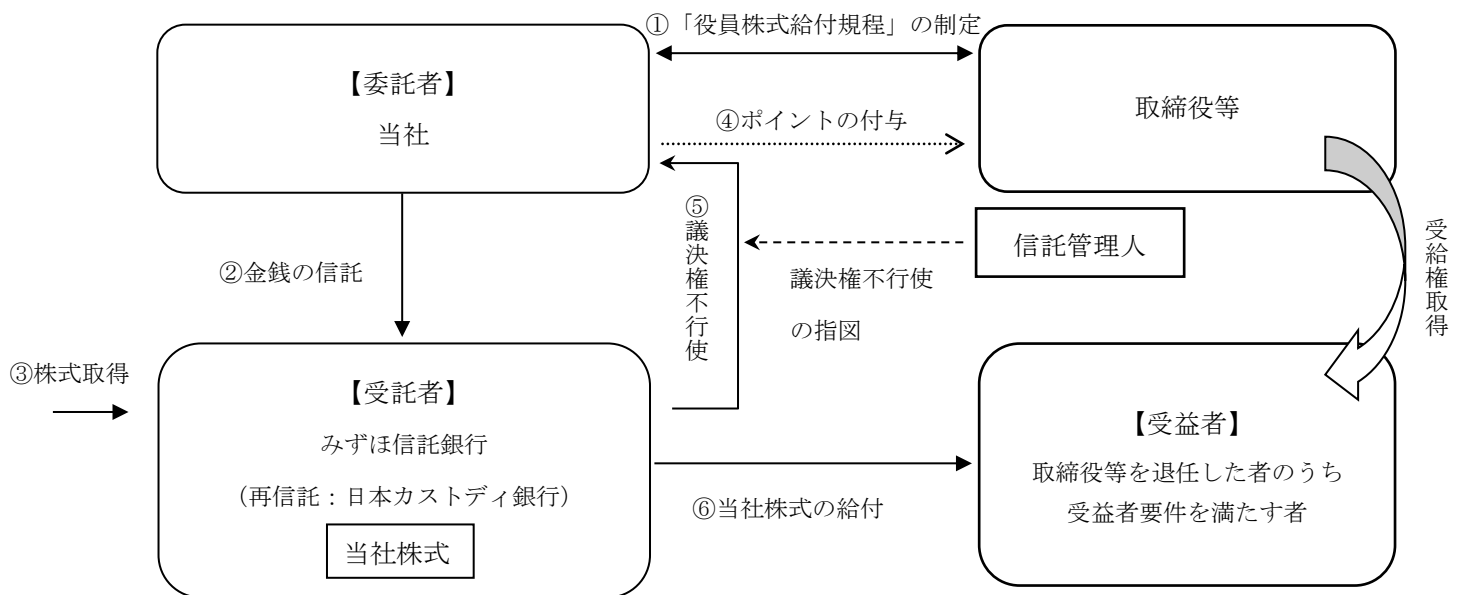 ①「役員株式給付規程」の制定
【委託者】
当社
取締役等
④ポイントの付与
⑤議決権不行使
信託管理人
議決権不行使
の指図
受給権取得
②金銭の信託
③株式取得
【受託者】
みずほ信託銀行
（再信託：日本カストディ銀行）
当社株式
⑥当社株式の給付
【受益者】
取締役等を退任した者のうち
受益者要件を満たす者